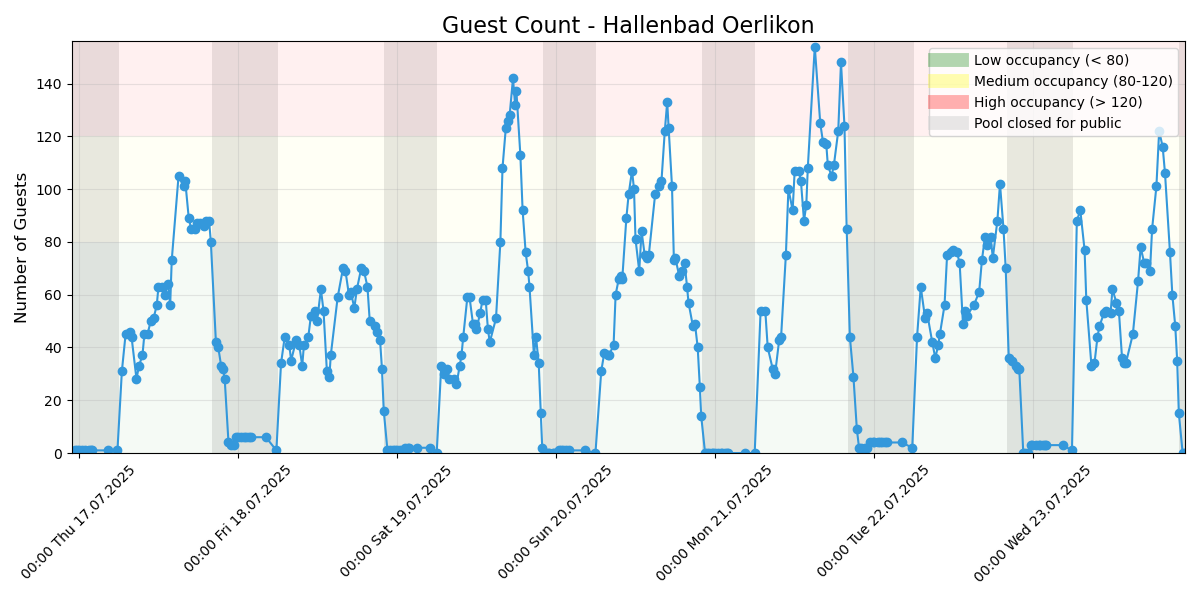 Guest Count - Hallenbad Oerlikon
Number of Guests
140
120
100
80
60
40
20
0
Low occupancy (< 80)
Medium occupancy (80-120)
High occupancy (> 120)
Pool closed for public
00:00 Thu 17.07.2025
00:00 Fri 18.07.2025
00:00 Sat 19.07.2025
00:00 Sun 20.07.2025
00:00 Mon 21.07.2025
00:00 Tue 22.07.2025
00:00 Wed 23.07.2025